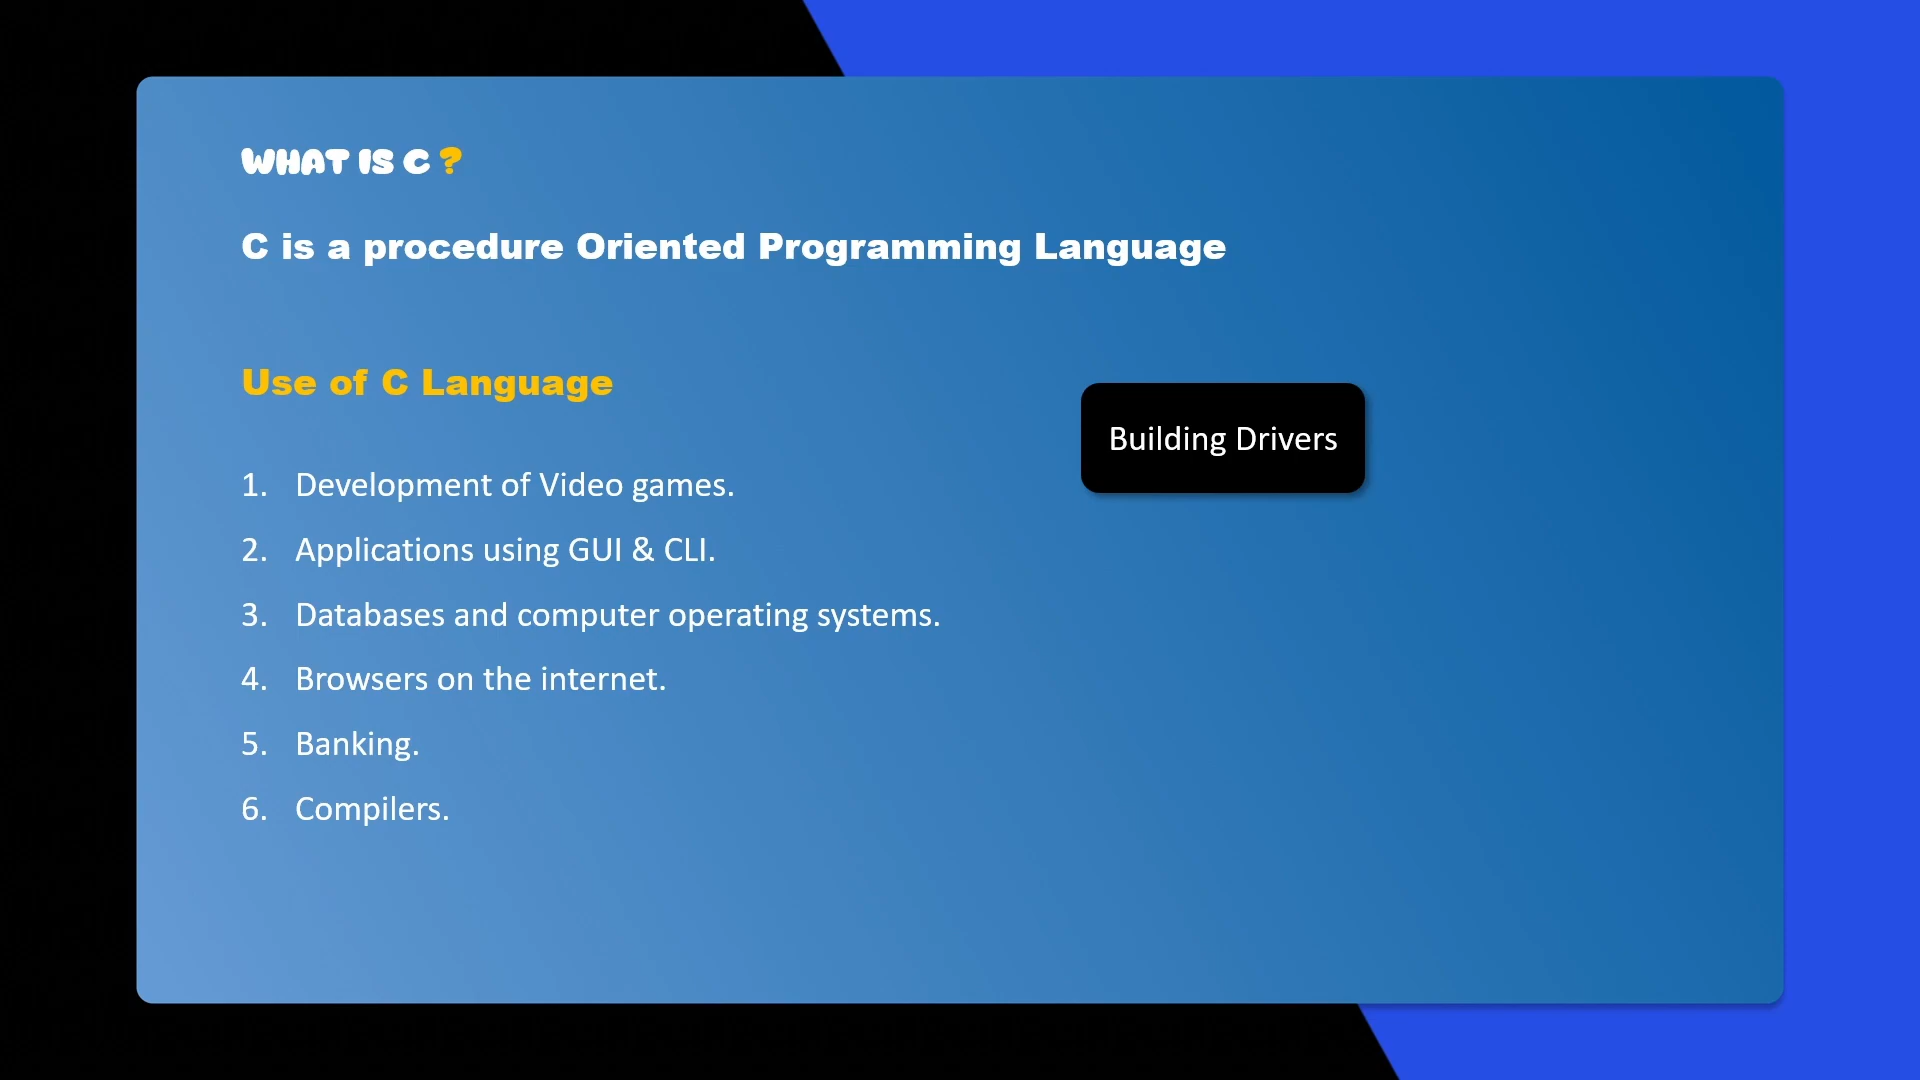 WHAT IS C ?
C is a procedure Oriented Programming Language
Use of C Language
Building Drivers
1. Development of Video games.
2. Applications using GUI & CLI.
3. Databases and computer operating systems.
4. Browsers on the internet.
5. Banking.
6. Compilers.